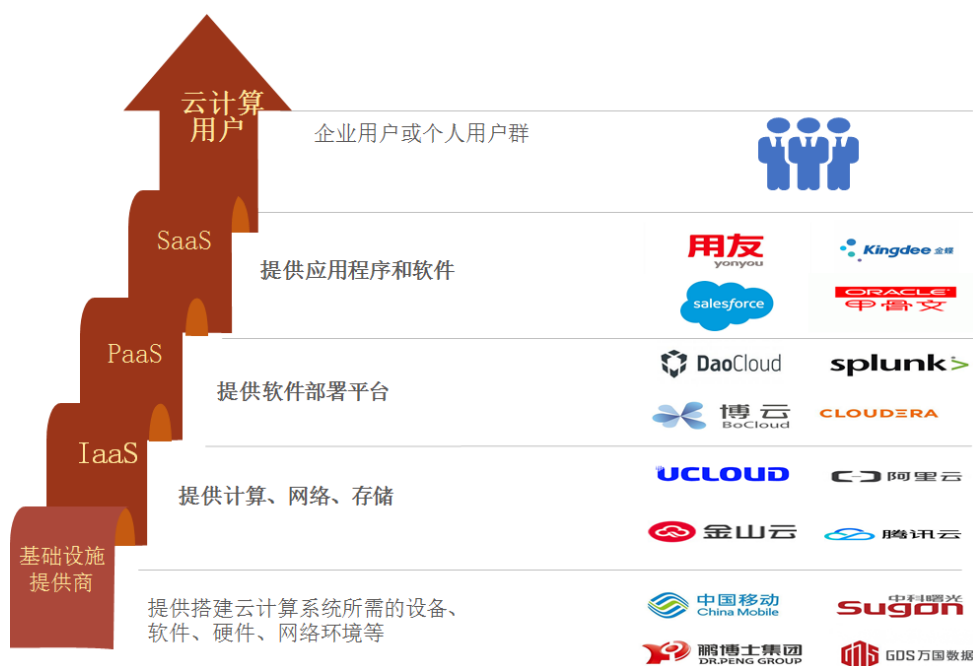 云计算
用户
企业用户或个人用户群
SaaS
提供应用程序和软件
用友
yonyou
Kingdee 金蝶
salesforce
ORACLE
甲骨文
PaaS
提供软件部署平台
DaoCloud
splunk>
博云
BoCloud
CLOUDERA
IaaS
提供计算、网络、存储
UCLOUD
阿里云
金山云
腾讯云
基础设施
提供商
提供搭建云计算系统所需的设备、
软件、硬件、网络环境等
中国移动
China Mobile
中科曙光
Sugon
鹏博士集团
DR.PENG GROUP
GDS万国数据